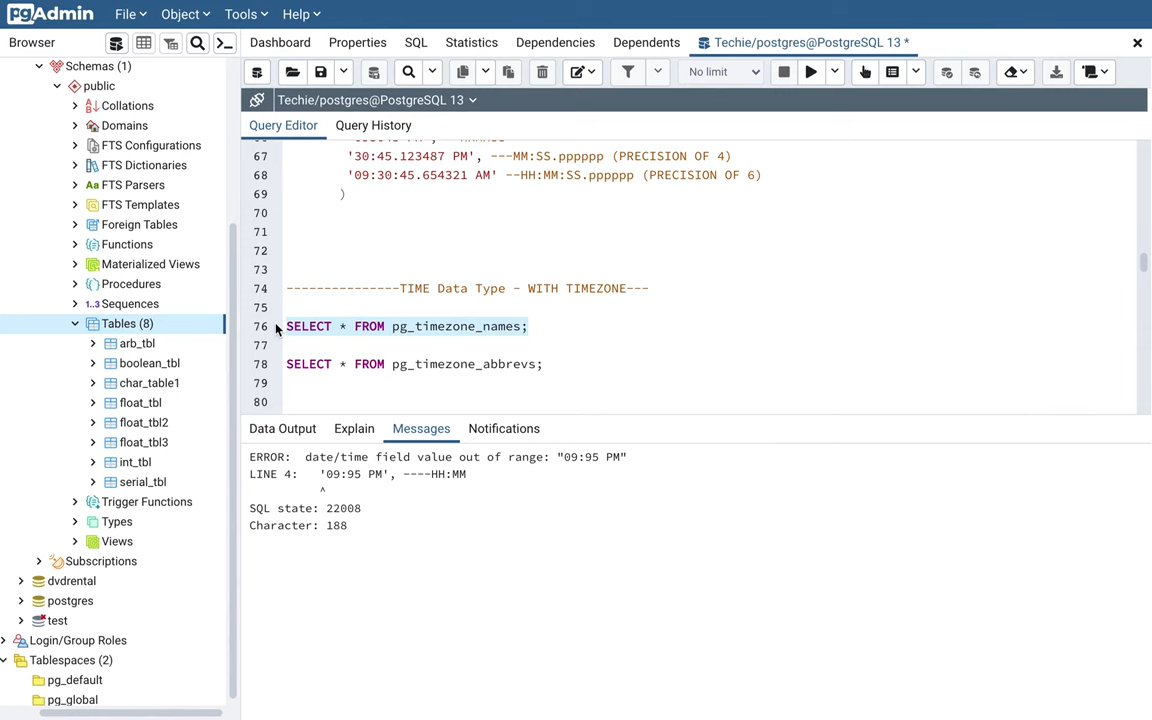 pgAdmin File Object Tools Help
Browser
Dashboard Properties SQL Statistics Dependencies Dependents Techie/postgres@PostgreSQL 13 *
No limit
Techie/postgres@PostgreSQL 13
Query Editor Query History
Schemas (1)
public
Collations
Domains
FTS Configurations
FTS Dictionaries
FTS Parsers
FTS Templates
Foreign Tables
Functions
Materialized Views
Procedures
1..3 Sequences
Tables (8)
arb_tbl
boolean_tbl
char_table1
float_tbl
float_tbl2
float_tbl3
int_tbl
serial_tbl
Trigger Functions
Types
Views
Subscriptions
dvdrental
postgres
test
Login/Group Roles
Tablespaces (2)
pg_default
pg_global
67 '30:45.123487 PM', ---MM:SS.pppppp (PRECISION OF 4)
68 '09:30:45.654321 AM' --HH:MM:SS.pppppp (PRECISION OF 6)
69 )
70
71
72
73
74 ---------------TIME Data Type - WITH TIMEZONE---
75
76 SELECT * FROM pg_timezone_names;
77
78 SELECT * FROM pg_timezone_abbrevs;
79
80
Data Output Explain Messages Notifications
ERROR: date/time field value out of range: "09:95 PM"
LINE 4: '09:95 PM', ----HH:MM
^
SQL state: 22008
Character: 188